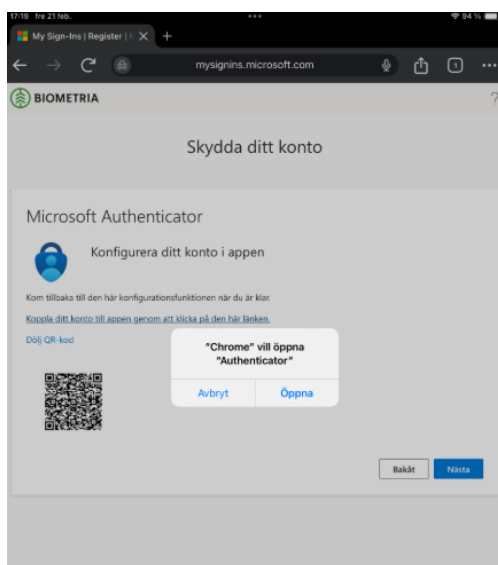 17:19 fre 21 feb.
94 %
My Sign-Ins | Register |
mysignins.microsoft.com
1
BIOMETRIA
?
Skydda ditt konto
Microsoft Authenticator
Konfigurera ditt konto i appen
Kom tillbaka till den här konfigurationsfunktionen när du är klar.
Koppla ditt konto till appen genom att klicka på den här länken.
Dölj QR-kod
"Chrome" vill öppna
"Authenticator"
Avbryt Öppna
Bakåt Nästa